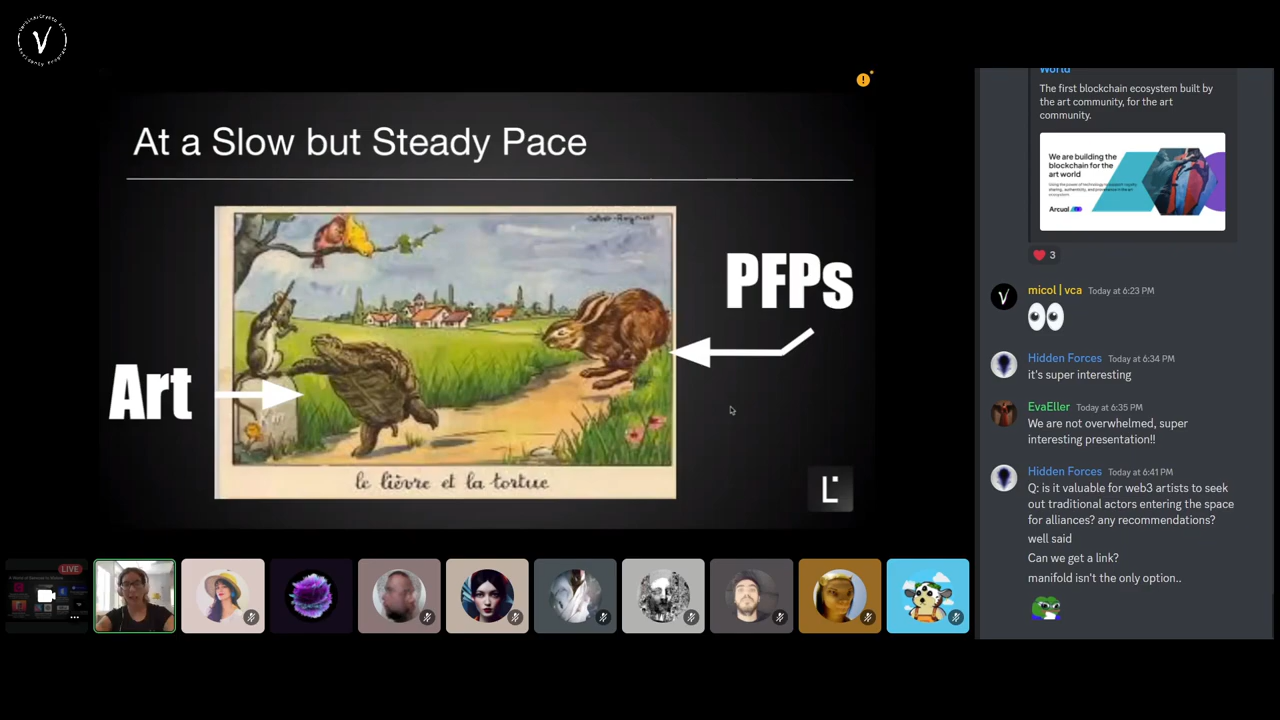 V
At a Slow but Steady Pace
PFPs
Art
Km
le lièvre et la tortue
L
LIVE
World
The first blockchain ecosystem built by
the art community, for the art
community.
We are building the
blockchain for the
art world
Arcual
3
micol | vca Today at 6:23 PM
Hidden Forces Today at 6:34 PM
it's super interesting
EvaEller Today at 6:35 PM
We are not overwhelmed, super
interesting presentation!!
Hidden Forces Today at 6:41 PM
Q: is it valuable for web3 artists to seek
out traditional actors entering the space
for alliances? any recommendations?
well said
Can we get a link?
manifold isn't the only option..